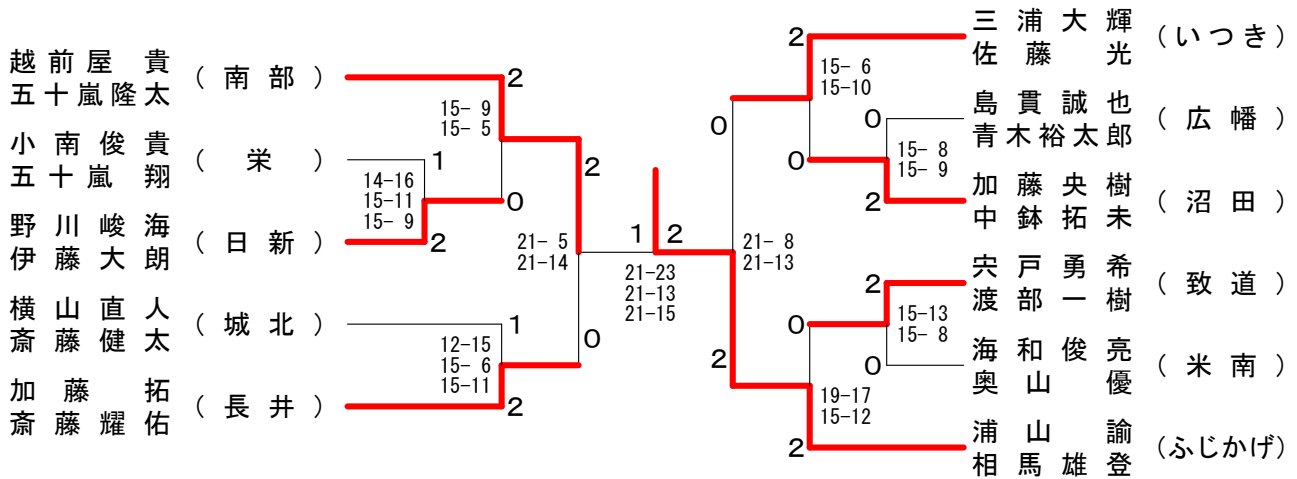 越前屋 貴
五十嵐隆太
(南部)
2
15- 9
15- 5
小南俊貴
五十嵐 翔
(栄)
1
14-16
15-11
15- 9
0
野川峻海
伊藤大朗
(日新)
2
2
21- 5
21-14
横山直人
斎藤健太
(城北)
1
12-15
15- 6
15-11
0
加藤 拓
斎藤耀佑
(長井)
2
1
2
21-23
21-13
21-15
三浦大輝
佐藤 光
(いつき)
2
15- 6
15-10
0
島貫誠也
青木裕太郎
(広幡)
0
15- 8
15- 9
0
加藤央樹
中鉢拓未
(沼田)
2
21- 8
21-13
宍戸勇希
渡部一樹
(致道)
2
15-13
15- 8
0
海和俊亮
奥山 優
(米南)
0
2
19-17
15-12
浦山 諭
相馬雄登
(ふじかげ)
2